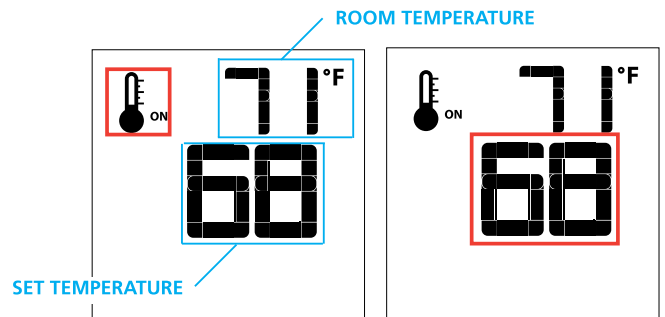 ROOM TEMPERATURE
71°F
ON
68
SET TEMPERATURE
71°F
ON
68